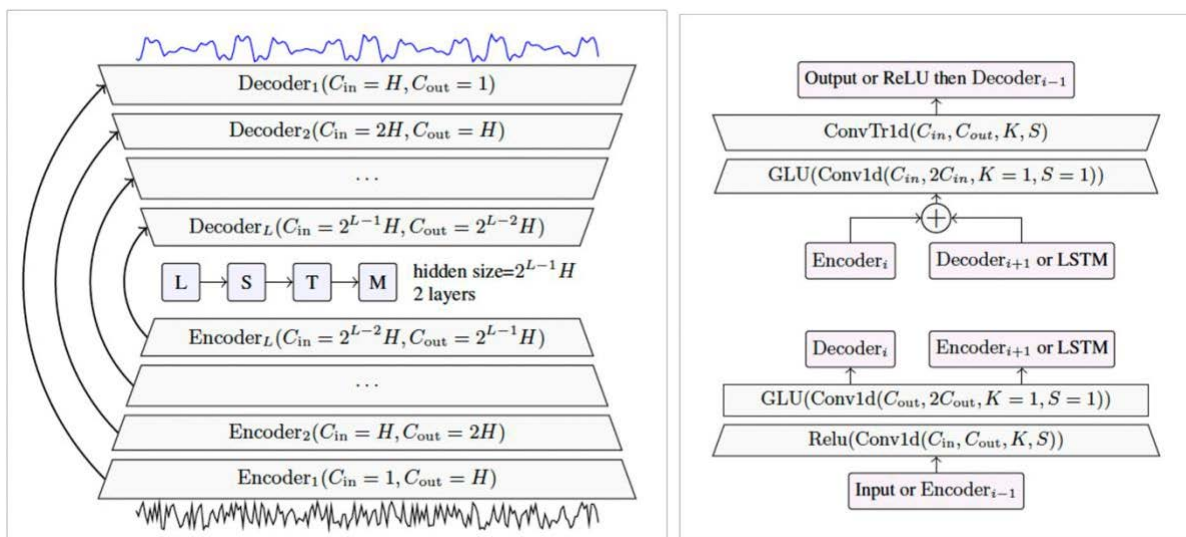 Decoder₁(C_in = H, C_out = 1)
Decoder₂(C_in = 2H, C_out = H)
...
Decoder_L(C_in = 2^{L−1}H, C_out = 2^{L−2}H)
L S T M
hidden size=2^{L−1}H
2 layers
Encoder_L(C_in = 2^{L−2}H, C_out = 2^{L−1}H)
...
Encoder₂(C_in = H, C_out = 2H)
Encoder₁(C_in = 1, C_out = H)
Output or ReLU then Decoder_{i−1}
ConvTr1d(C_in, C_out, K, S)
GLU(Conv1d(C_in, 2C_in, K = 1, S = 1))
+
Encoder_i
Decoder_{i+1} or LSTM
Decoder_i
Encoder_{i+1} or LSTM
GLU(Conv1d(C_out, 2C_out, K = 1, S = 1))
Relu(Conv1d(C_in, C_out, K, S))
Input or Encoder_{i−1}